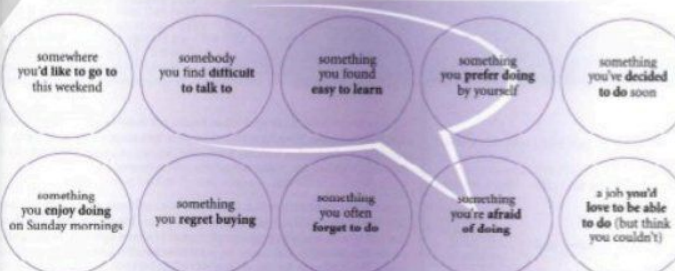 somewhere
you'd like to go to
this weekend
somebody
you find difficult
to talk to
something
you found
easy to learn
something
you prefer doing
by yourself
something
you've decided
to do soon
something
you enjoy doing
on Sunday mornings
something
you regret buying
something
you often
forget to do
something
you're afraid
of doing
a job you'd
love to be able
to do (but think
you couldn't)